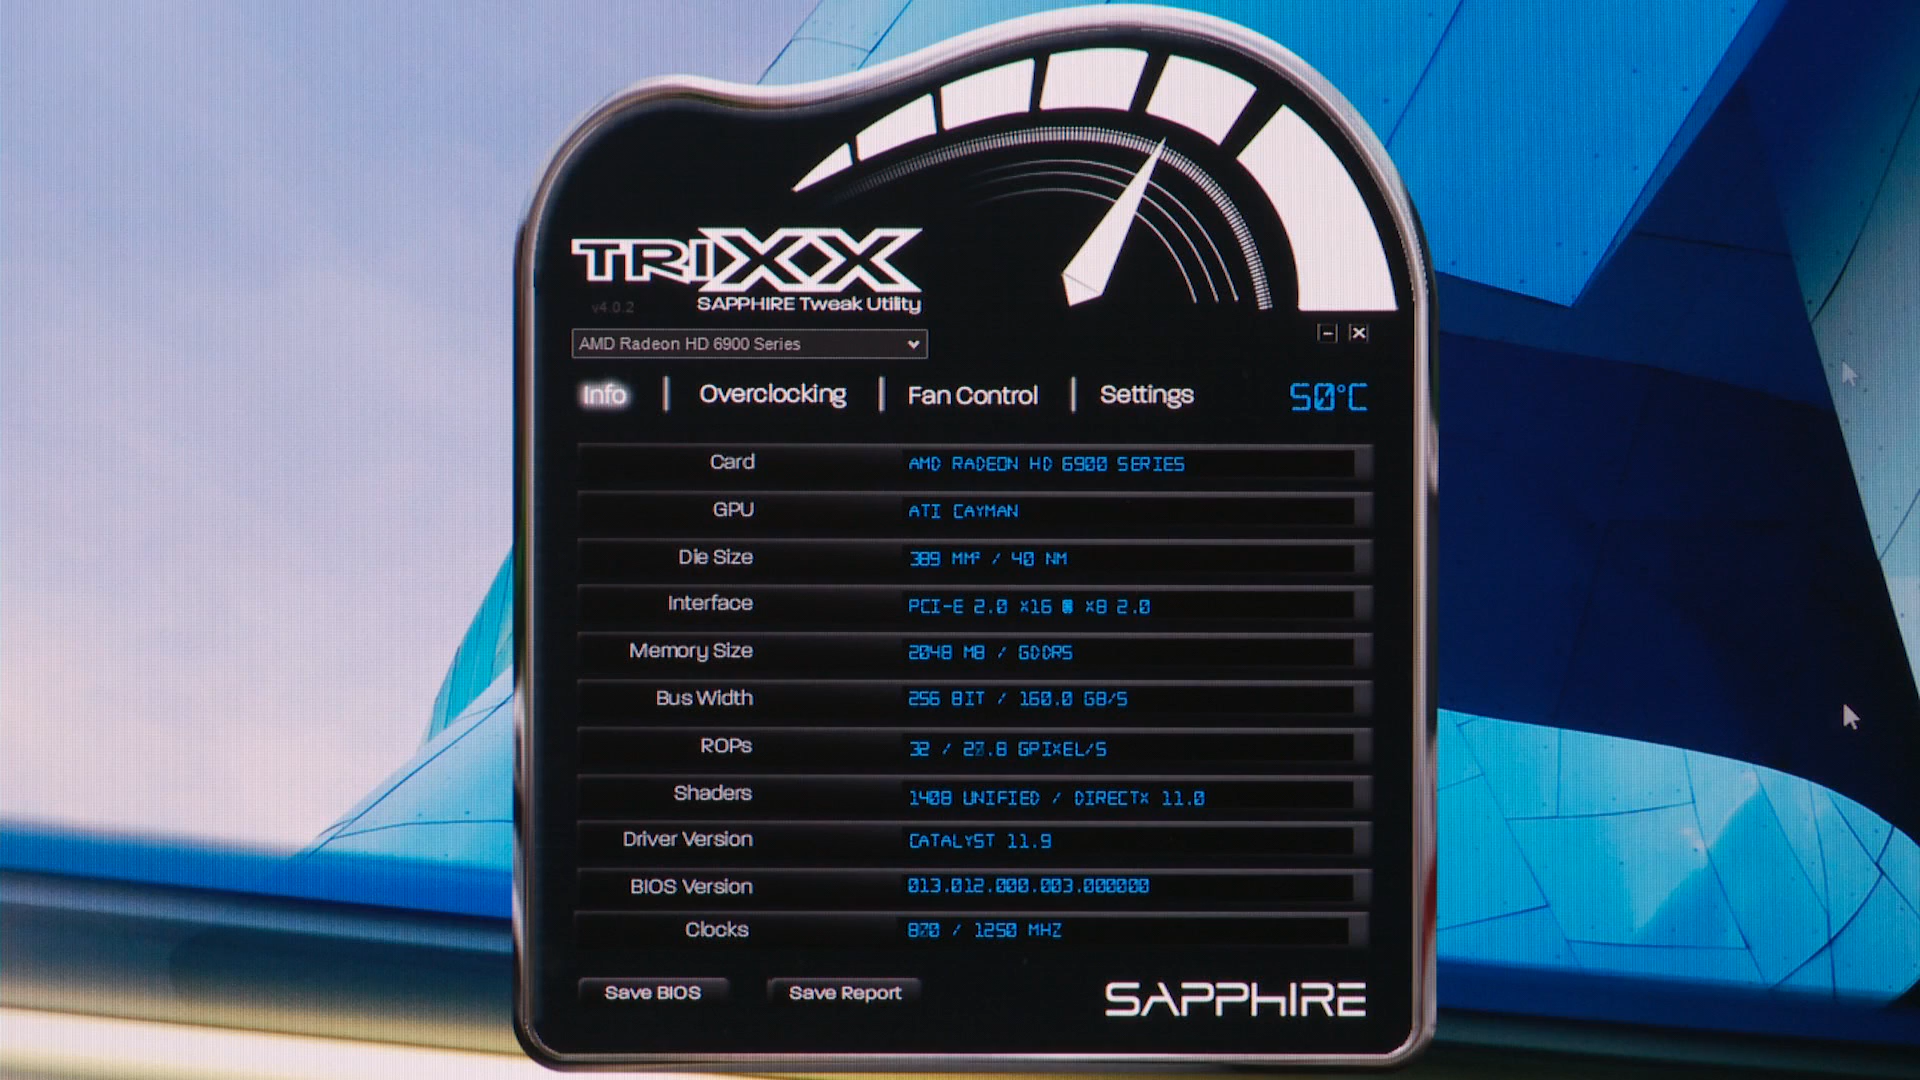 TRIXX
v4.0.2
SAPPHIRE Tweak Utility
AMD Radeon HD 6900 Series
Info | Overclocking | Fan Control | Settings 50°C
Card AMD RADEON HD 6900 SERIES
GPU ATI CAYMAN
Die Size 389 MM² / 40 NM
Interface PCI-E 2.0 X16 @ X8 2.0
Memory Size 2048 MB / GDDR5
Bus Width 256 BIT / 160.0 GB/S
ROPs 32 / 27.8 GPIXEL/S
Shaders 1408 UNIFIED / DIRECTX 11.0
Driver Version CATALYST 11.9
BIOS Version 013.012.000.003.000000
Clocks 870 / 1250 MHZ
Save BIOS Save Report
SAPPHIRE